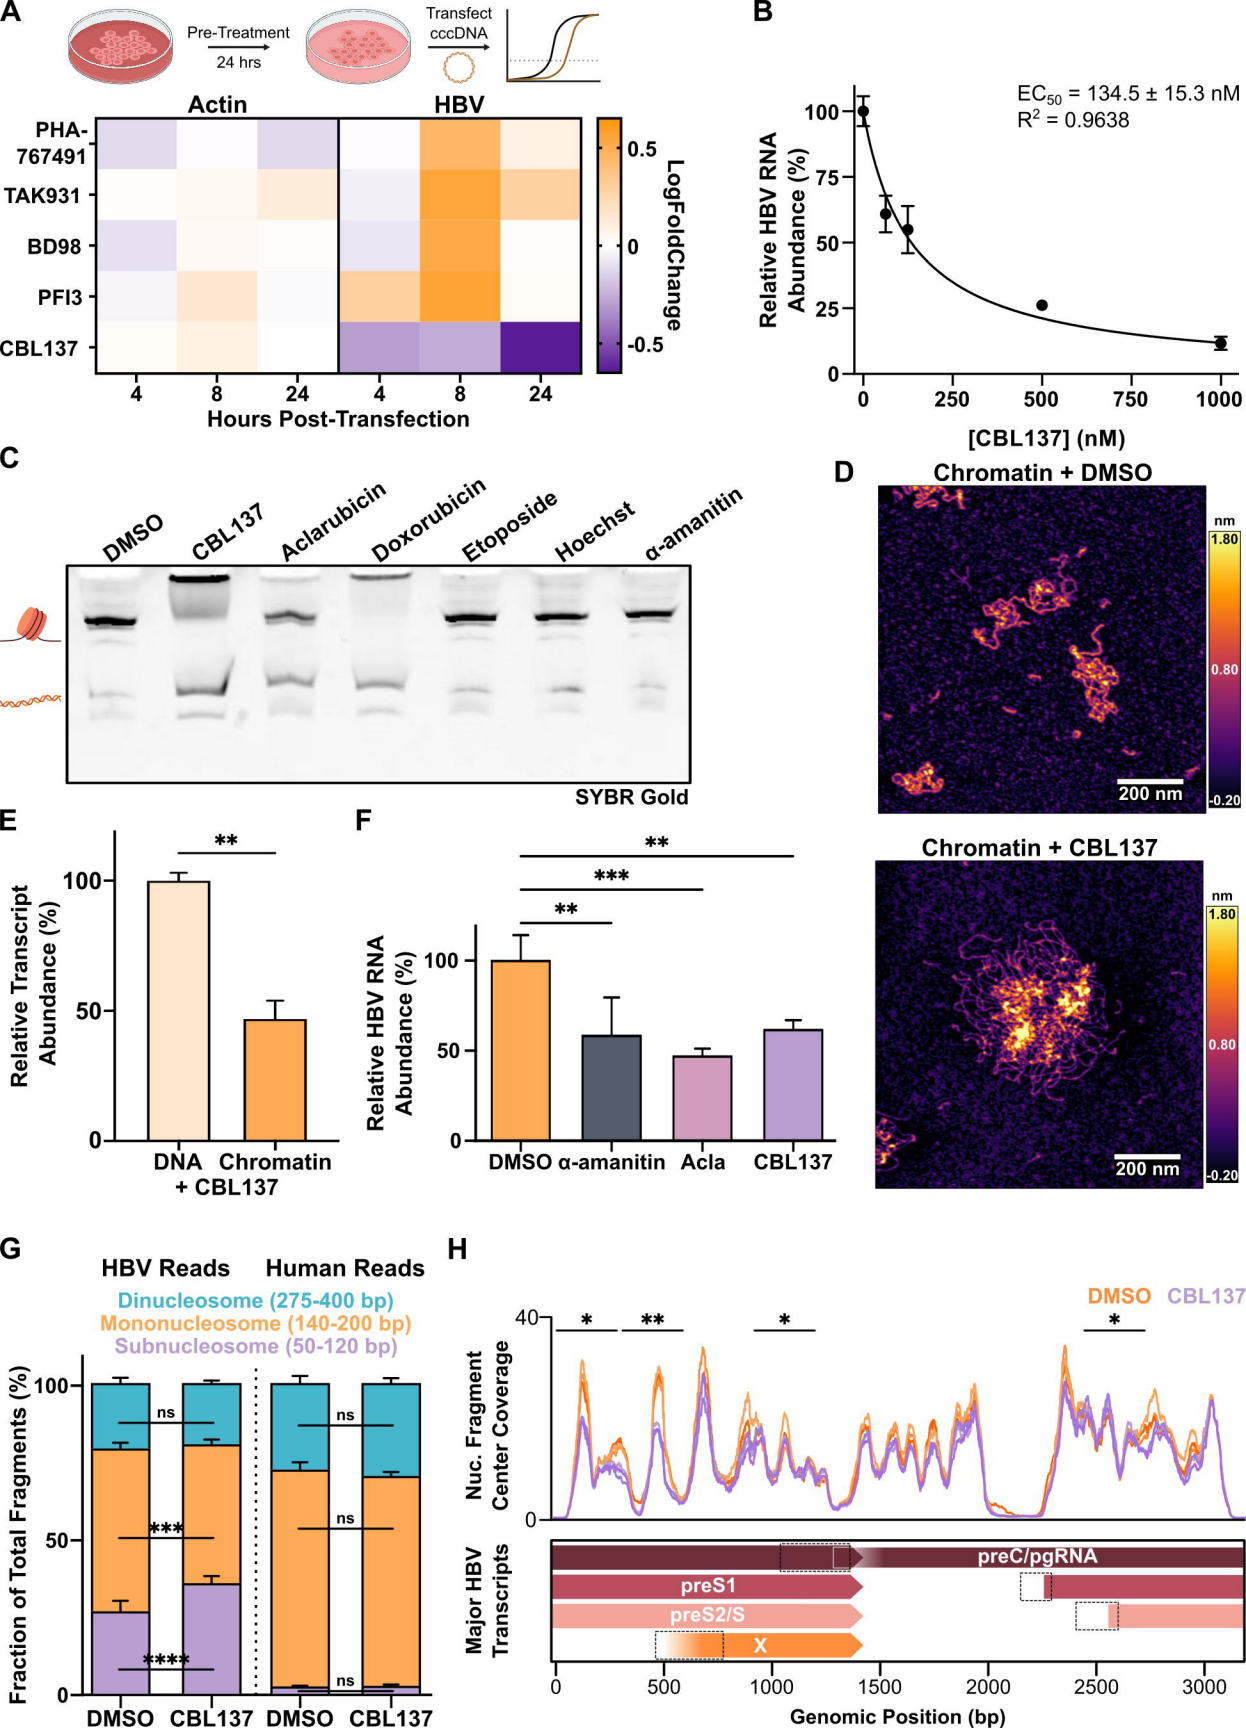 A
Pre-Treatment
24 hrs
Transfect
cccDNA
Actin
HBV
PHA-
767491
TAK931
BD98
PFI3
CBL137
4
8
24
4
8
24
Hours Post-Transfection
0.5
0
-0.5
LogFoldChange
B
EC50 = 134.5 ± 15.3 nM
R2 = 0.9638
Relative HBV RNA
Abundance (%)
100
75
50
25
0
0
250
500
750
1000
[CBL137] (nM)
C
DMSO
CBL137
Aclarubicin
Doxorubicin
Etoposide
Hoechst
α-amanitin
SYBR Gold
D
Chromatin + DMSO
nm
1.80
0.80
-0.20
200 nm
Chromatin + CBL137
nm
1.80
0.80
-0.20
200 nm
E
Relative Transcript
Abundance (%)
100
50
0
**
DNA
Chromatin
+ CBL137
F
Relative HBV RNA
Abundance (%)
100
50
0
**
***
**
DMSO
α-amanitin
Acla
CBL137
G
HBV Reads
Human Reads
Dinucleosome (275-400 bp)
Mononucleosome (140-200 bp)
Subnucleosome (50-120 bp)
Fraction of Total Fragments (%)
100
50
0
ns
***
****
ns
ns
ns
DMSO
CBL137
DMSO
CBL137
H
DMSO
CBL137
Nuc. Fragment
Center Coverage
40
0
*
**
*
*
Major HBV
Transcripts
preC/pgRNA
preS1
preS2/S
X
0
500
1000
1500
2000
2500
3000
Genomic Position (bp)